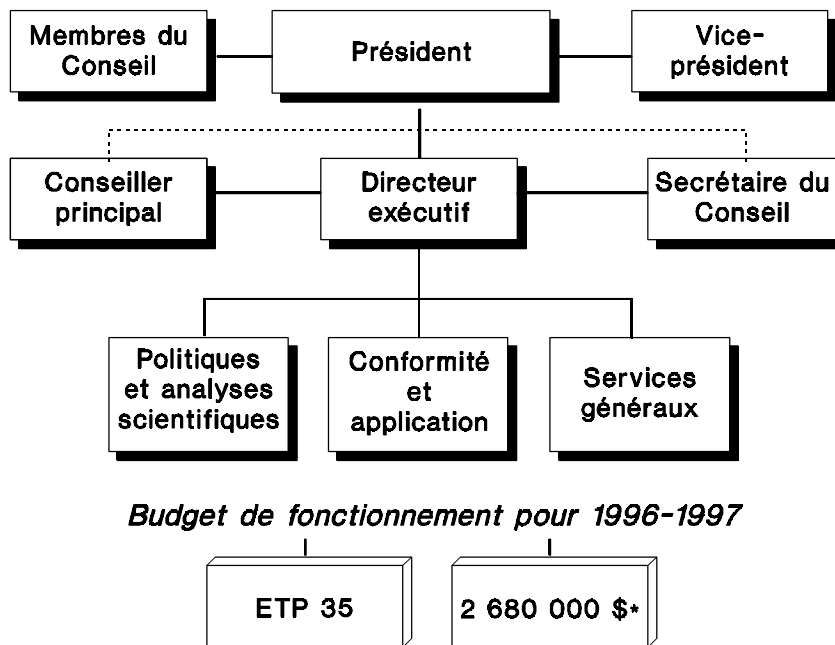 Membres du
Conseil
Président
Vice-
président
Conseiller
principal
Directeur
exécutif
Secrétaire du
Conseil
Politiques
et analyses
scientifiques
Conformité
et
application
Services
généraux
Budget de fonctionnement pour 1996-1997
ETP 35
2 680 000 $*